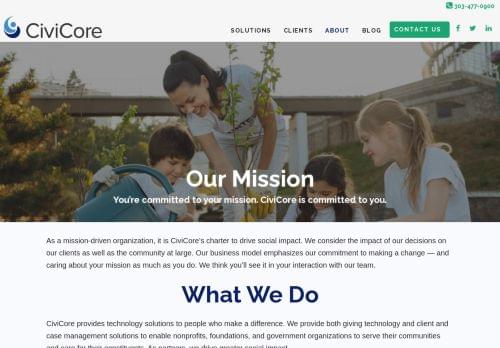 303-477-0900
CiviCore
SOLUTIONS CLIENTS ABOUT BLOG CONTACT US
Our Mission
You're committed to your mission. CiviCore is committed to you.
As a mission-driven organization, it is CiviCore's charter to drive social impact. We consider the impact of our decisions on
our clients as well as the community at large. Our business model emphasizes our commitment to making a change — and
caring about your mission as much as you do. We think you'll see it in your interaction with our team.
What We Do
CiviCore provides technology solutions to people who make a difference. We provide both giving technology and client and
case management solutions to enable nonprofits, foundations, and government organizations to serve their communities
and care for their constituents. As partners, we drive greater social impact.